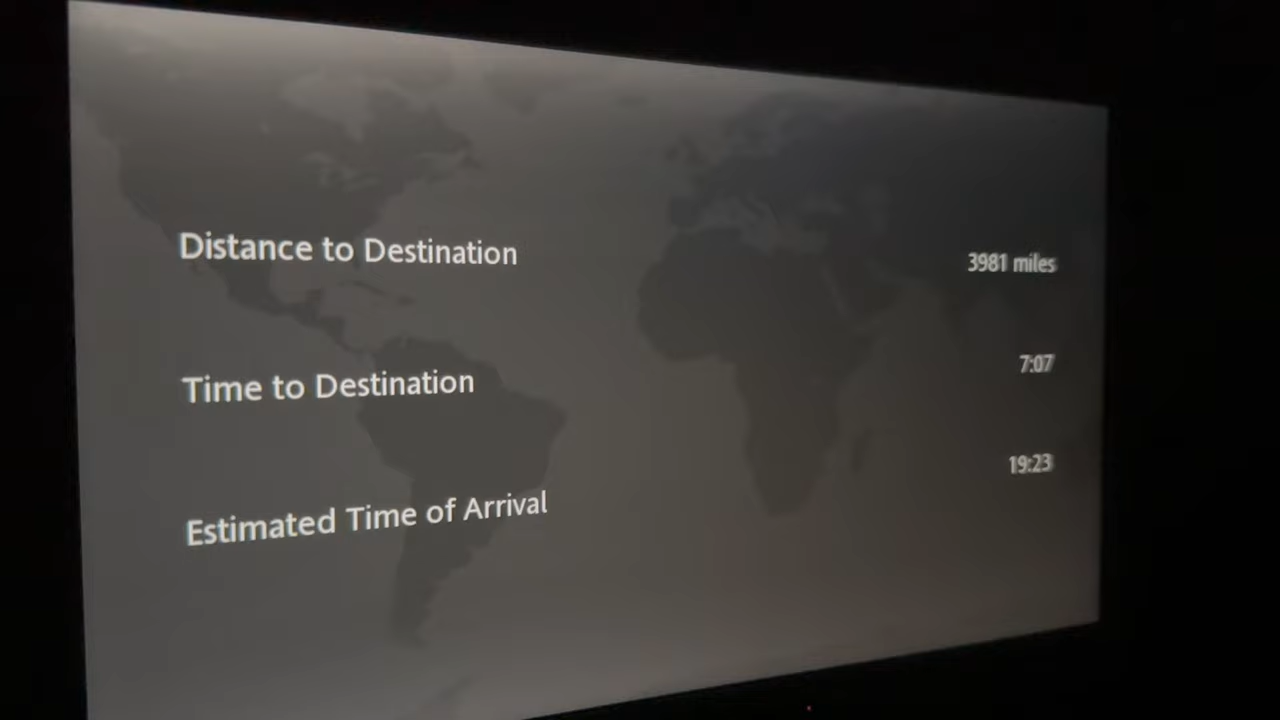 Distance to Destination 3981 miles
Time to Destination 7:07
Estimated Time of Arrival 19:23